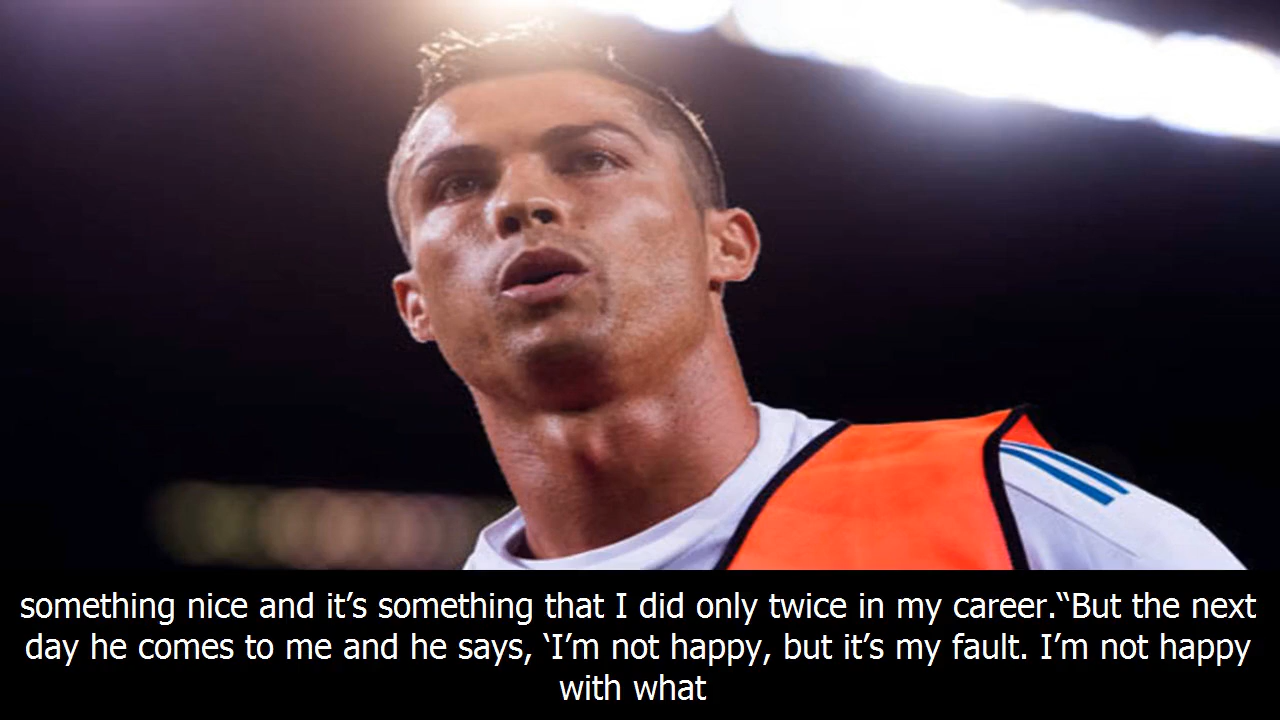 something nice and it’s something that I did only twice in my career.“But the next
day he comes to me and he says, ‘I’m not happy, but it’s my fault. I’m not happy
with what